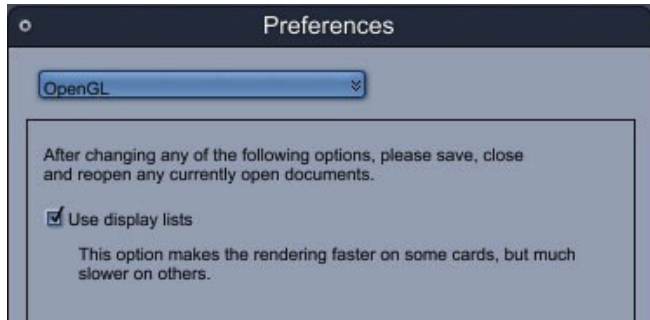 Preferences
OpenGL
After changing any of the following options, please save, close
and reopen any currently open documents.
Use display lists
This option makes the rendering faster on some cards, but much
slower on others.